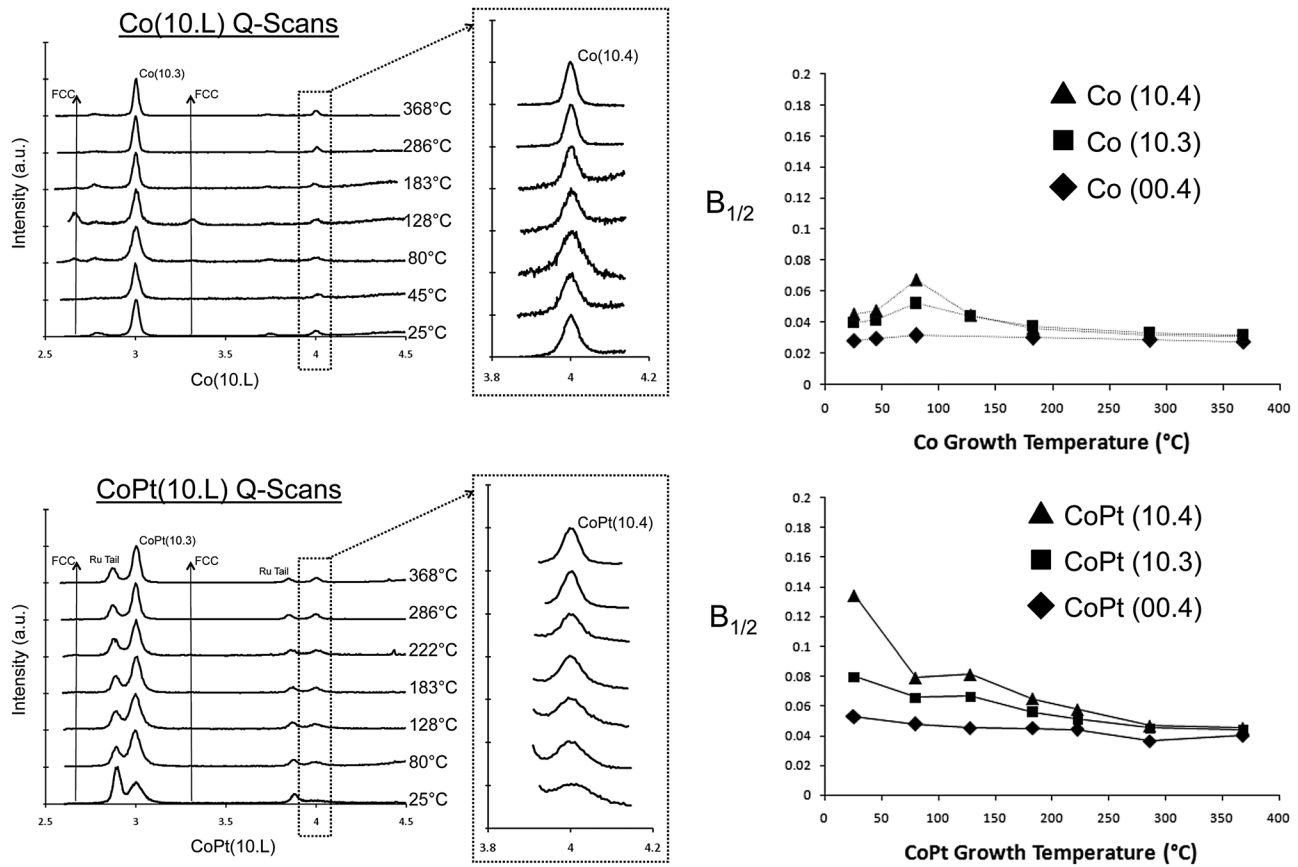 Co(10.L) Q-Scans
Intensity (a.u.)
FCC
Co(10.3)
FCC
368°C
286°C
183°C
128°C
80°C
45°C
25°C
2.5 3 3.5 4 4.5
Co(10.L)
Co(10.4)
3.8 4 4.2
B1/2
0.2
0.18
0.16
0.14
0.12
0.1
0.08
0.06
0.04
0.02
0
Co (10.4)
Co (10.3)
Co (00.4)
0 50 100 150 200 250 300 350 400
Co Growth Temperature (°C)
CoPt(10.L) Q-Scans
Intensity (a.u.)
FCC
Ru Tail
CoPt(10.3)
FCC
Ru Tail
368°C
286°C
222°C
183°C
128°C
80°C
25°C
2.5 3 3.5 4 4.5
CoPt(10.L)
CoPt(10.4)
3.8 4 4.2
B1/2
0.2
0.18
0.16
0.14
0.12
0.1
0.08
0.06
0.04
0.02
0
CoPt (10.4)
CoPt (10.3)
CoPt (00.4)
0 50 100 150 200 250 300 350 400
CoPt Growth Temperature (°C)